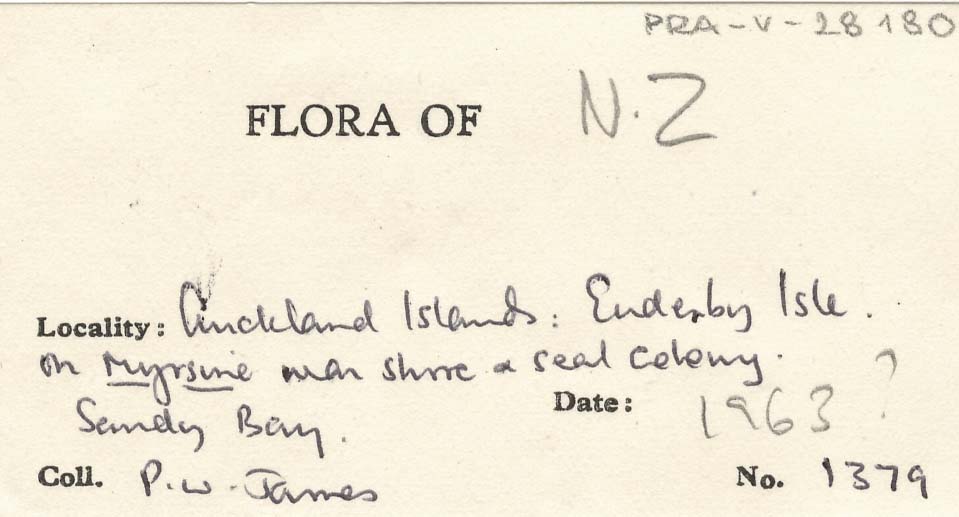 PRA-V-28180
FLORA OF N.Z
Locality: Auckland Islands: Enderby Isle.
on Myrsine near shore & seal colony.
Sandy Bay.
Date: 1963?
Coll. P.W. James
No. 1379